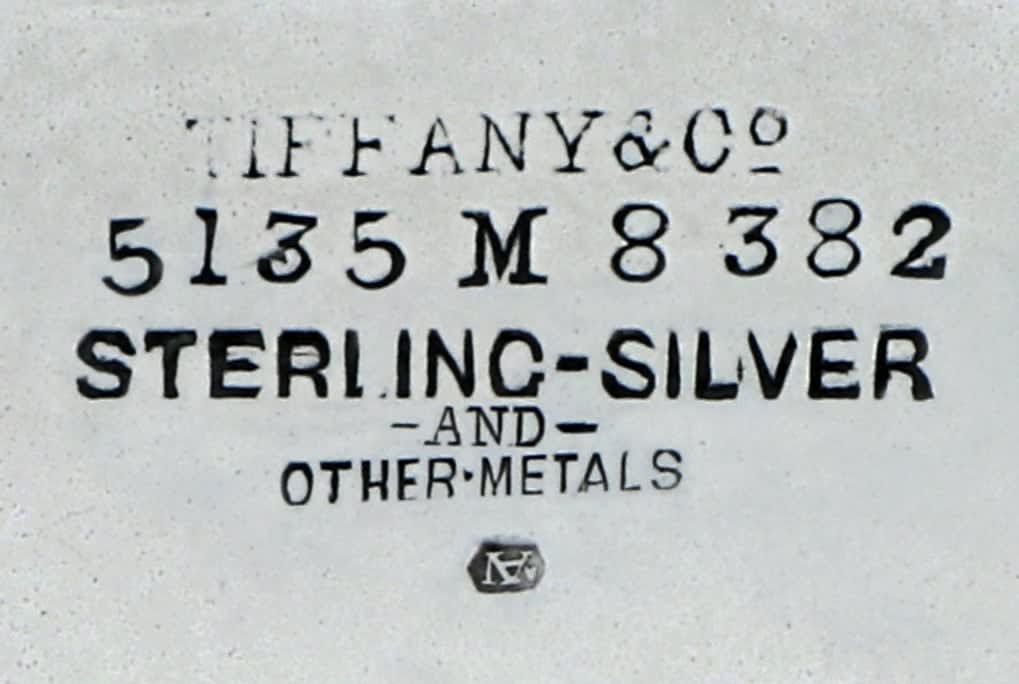 TIFFANY & Cº
5135 M 8382
STERLING-SILVER
-AND-
OTHER·METALS